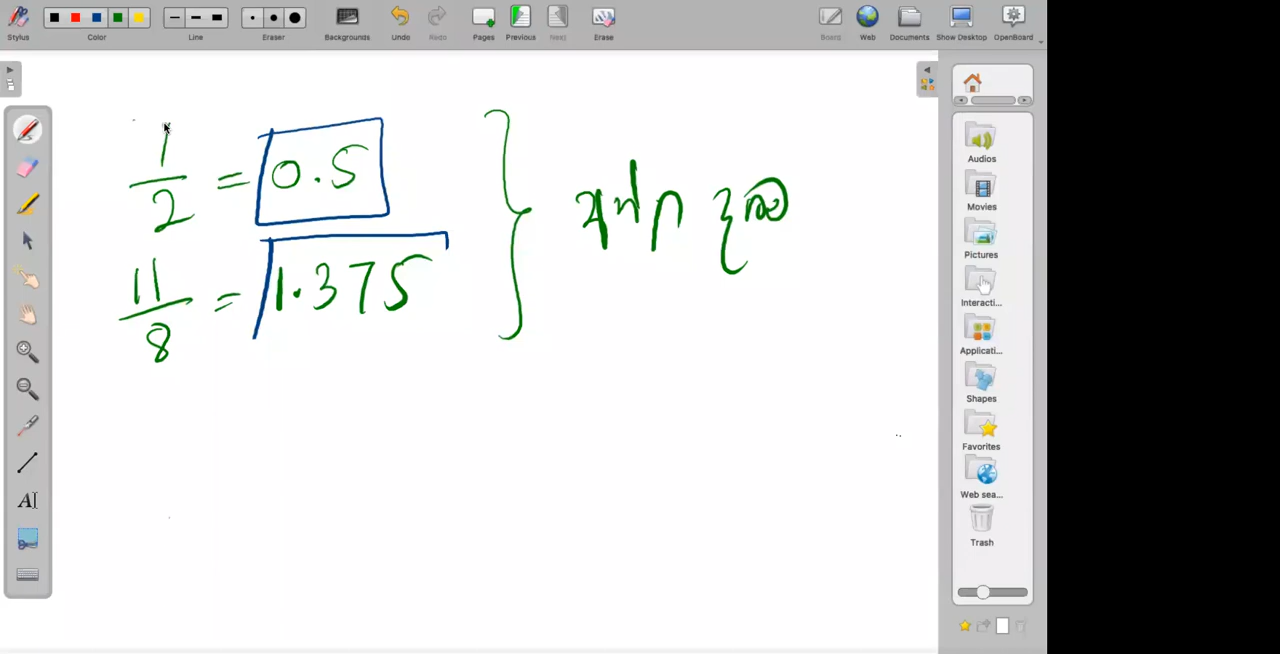 Stylus
Color
Line
Eraser
Backgrounds
Undo
Redo
Pages
Previous
Next
Erase
Board
Web
Documents
Show Desktop
OpenBoard
1/2 = 0.5
11/8 = 1.375
Audios
Movies
Pictures
Interacti...
Applicati...
Shapes
Favorites
Web sea...
Trash